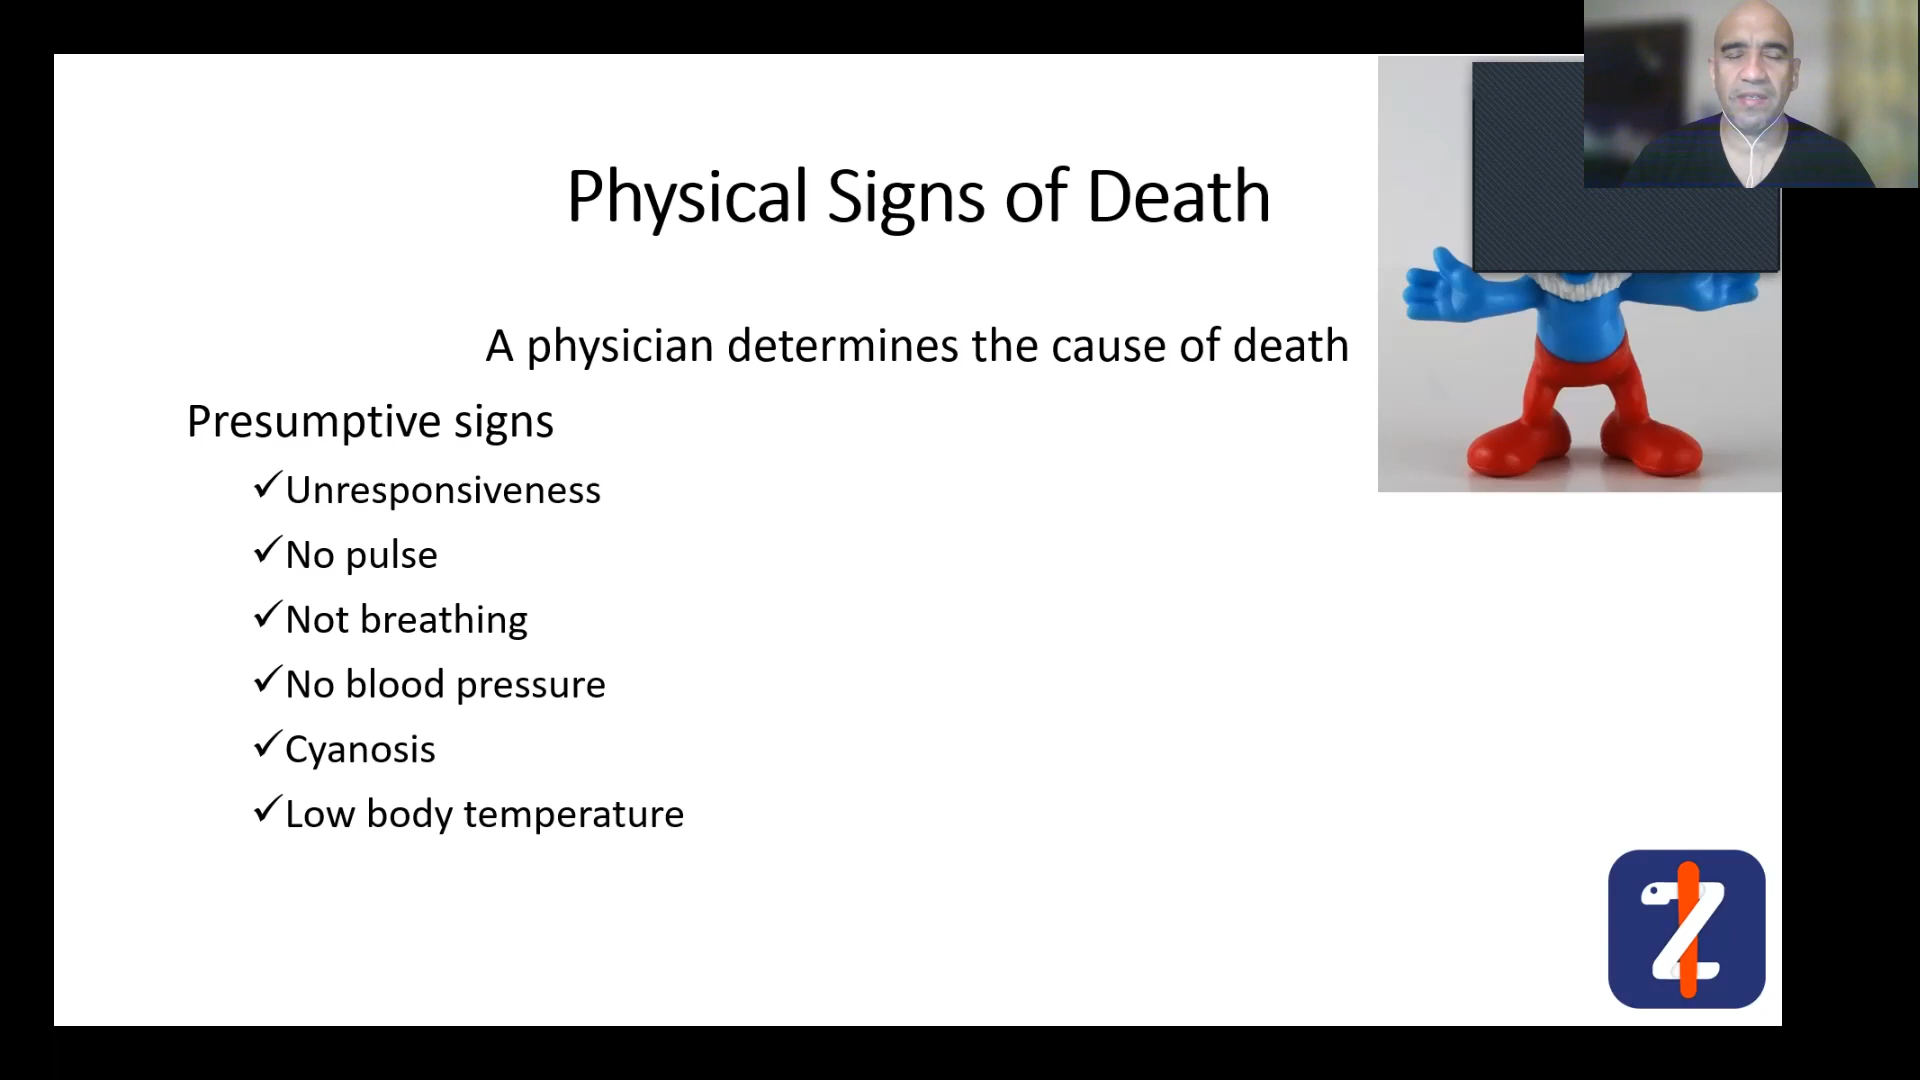 Physical Signs of Death
A physician determines the cause of death
Presumptive signs
✓Unresponsiveness
✓No pulse
✓Not breathing
✓No blood pressure
✓Cyanosis
✓Low body temperature